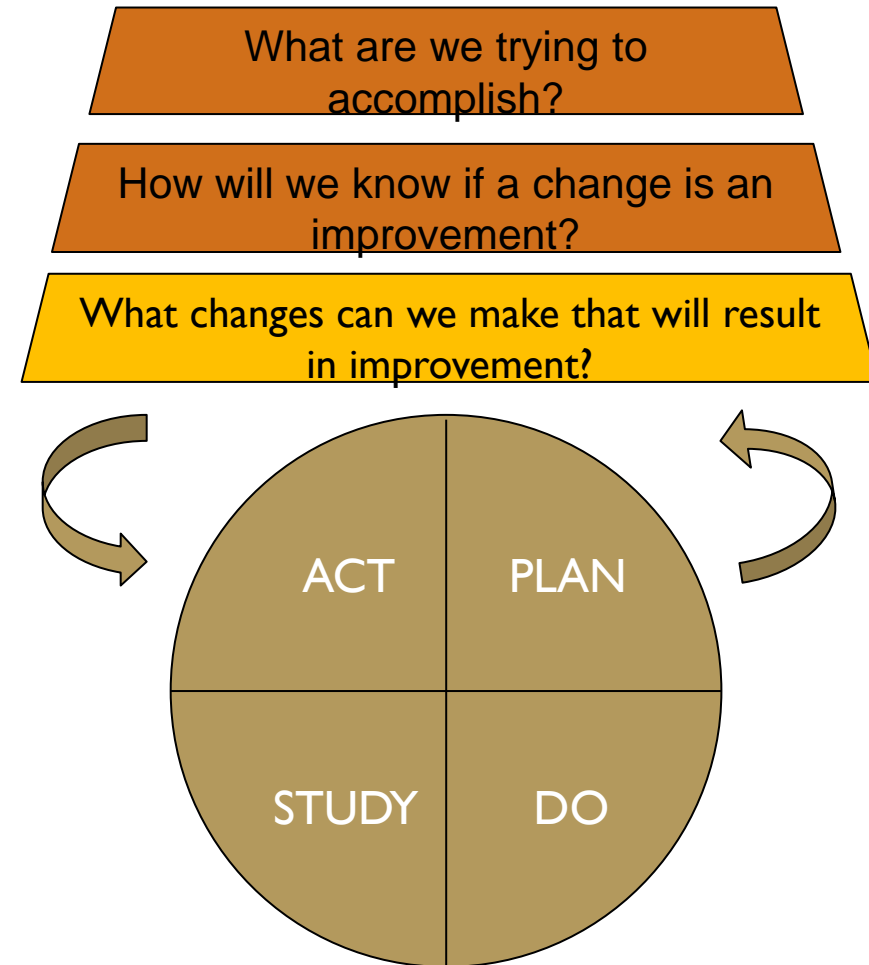 What are we trying to
accomplish?
How will we know if a change is an
improvement?
What changes can we make that will result
in improvement?
ACT PLAN
STUDY DO